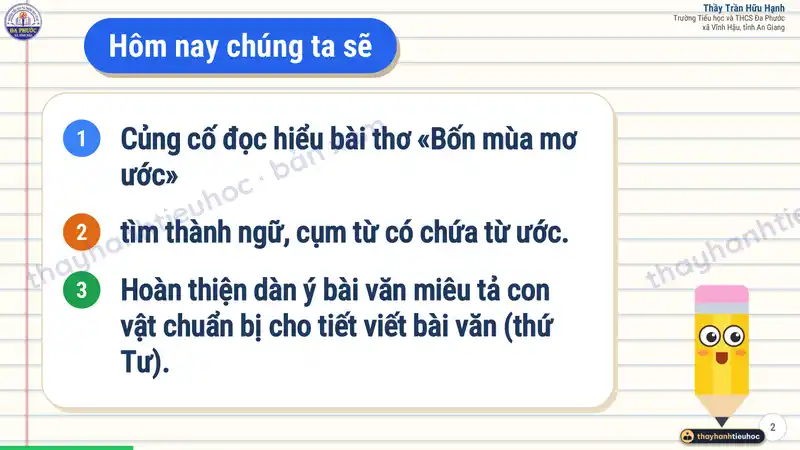 Thầy Trần Hữu Hạnh
Trường Tiểu học và THCS Đa Phước
xã Vĩnh Hậu, tỉnh An Giang
ĐA PHƯỚC
Hôm nay chúng ta sẽ
1 Củng cố đọc hiểu bài thơ «Bốn mùa mơ
ước»
2 tìm thành ngữ, cụm từ có chứa từ ước.
3 Hoàn thiện dàn ý bài văn miêu tả con
vật chuẩn bị cho tiết viết bài văn (thứ
Tư).
thayhanhtieuhoc
2